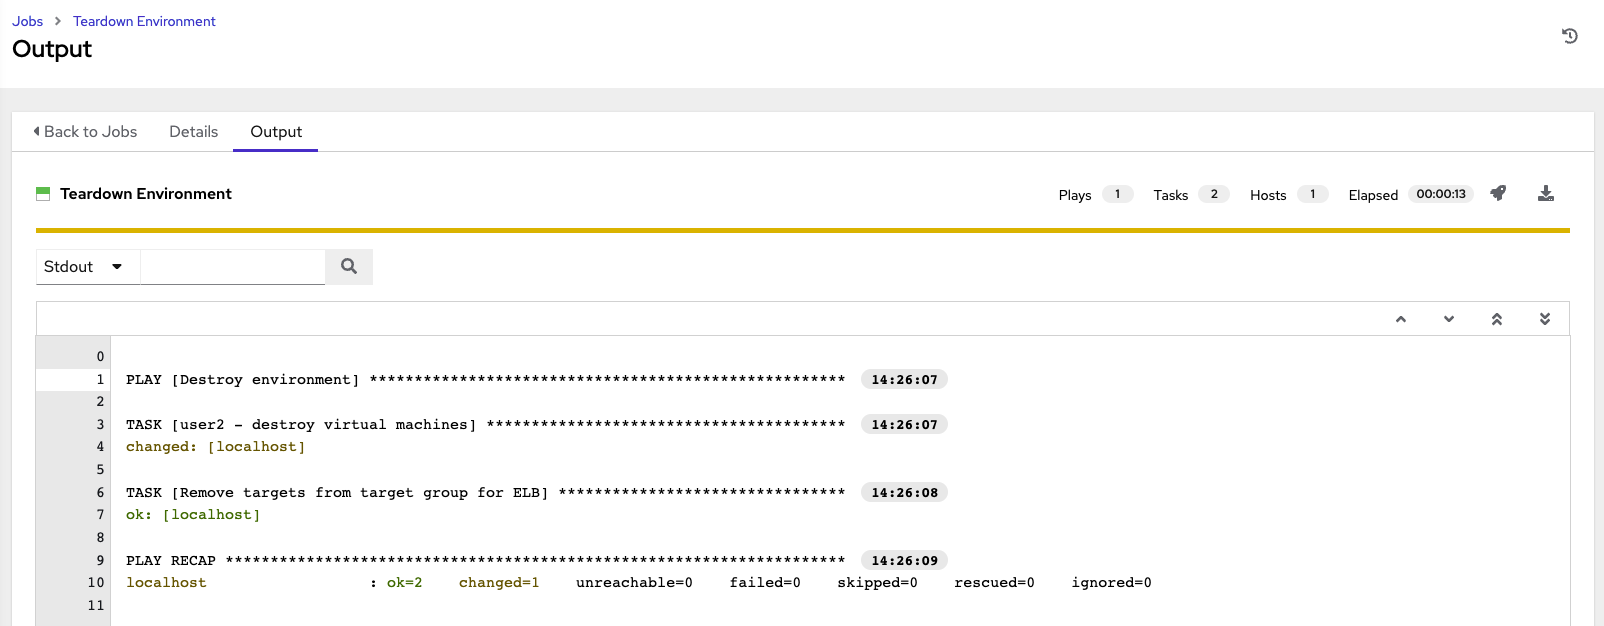 Jobs > Teardown Environment
Output
Back to Jobs Details Output
Teardown Environment Plays 1 Tasks 2 Hosts 1 Elapsed 00:00:13
Stdout
0
1 PLAY [Destroy environment] ***************************************************** 14:26:07
2
3 TASK [user2 - destroy virtual machines] **************************************** 14:26:07
4 changed: [localhost]
5
6 TASK [Remove targets from target group for ELB] ******************************** 14:26:08
7 ok: [localhost]
8
9 PLAY RECAP ********************************************************************* 14:26:09
10 localhost                  : ok=2    changed=1    unreachable=0    failed=0    skipped=0    rescued=0    ignored=0
11